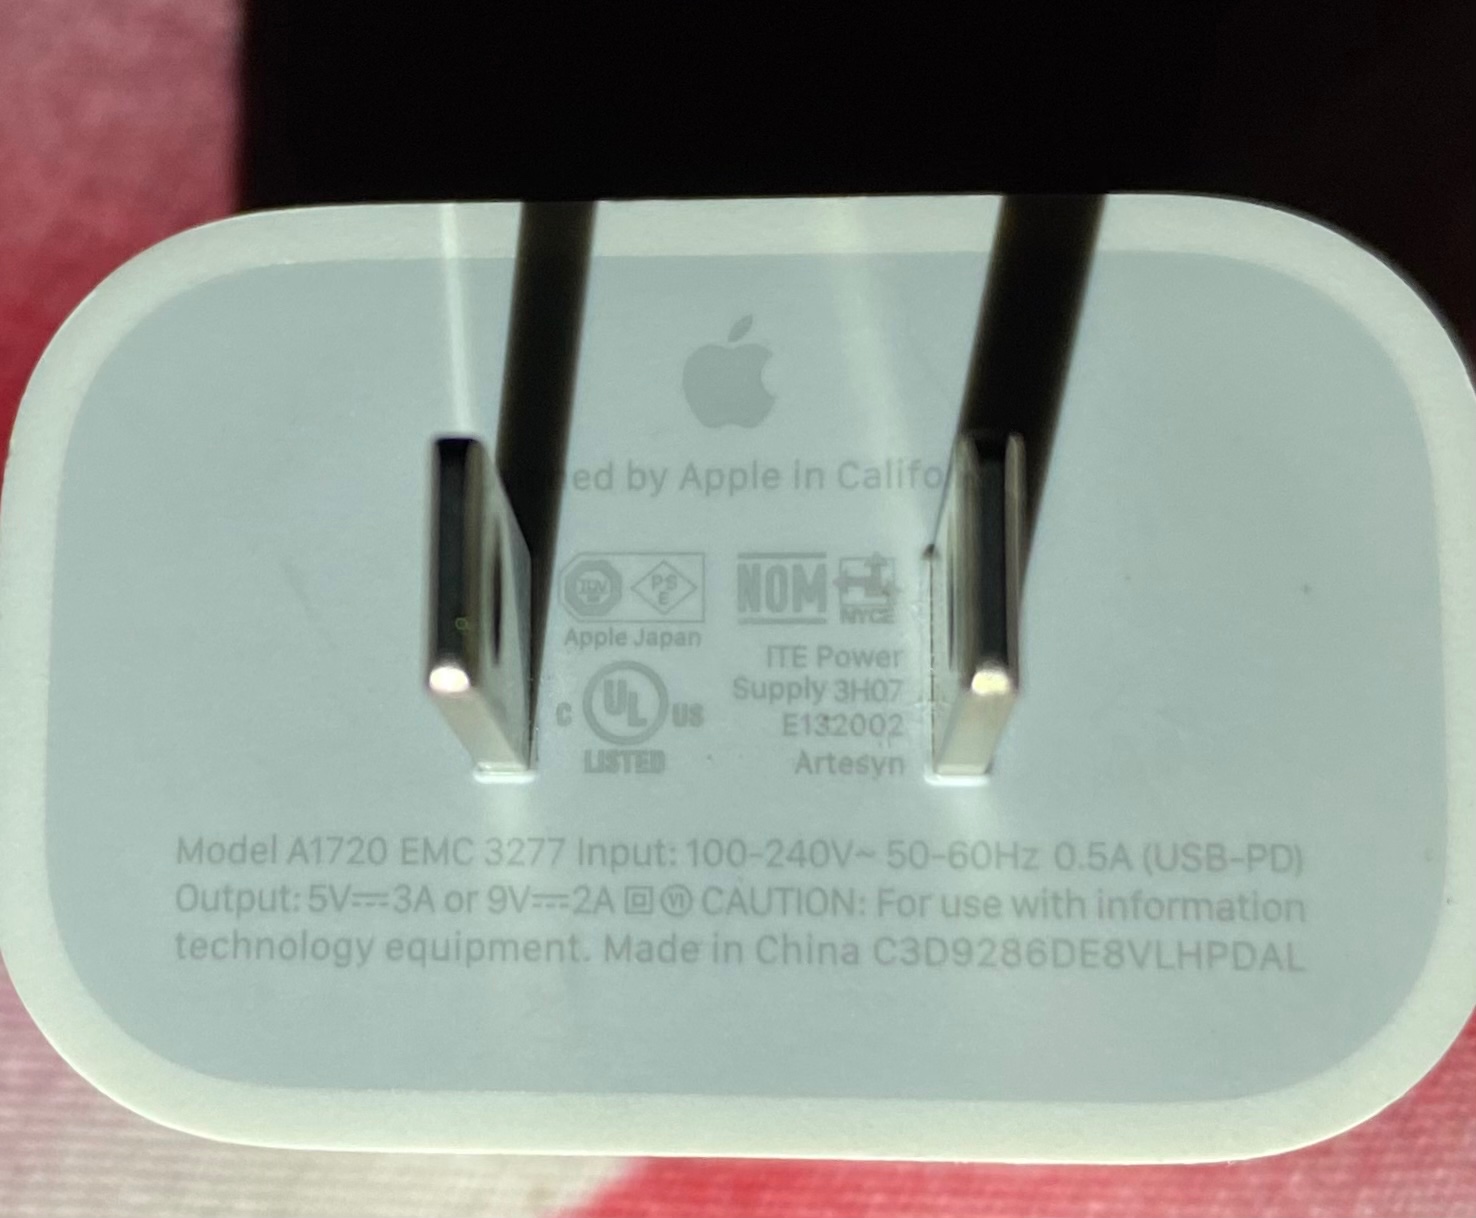 by Apple in
PS
E
NOM
NYCE
Apple Japan
ITE Power
Supply 3H07
E132002
Artesyn
C UL US
LISTED
Model A1720 EMC 3277 Input: 100-240V~ 50-60Hz 0.5A (USB-PD)
Output: 5V⎓3A or 9V⎓2A VI CAUTION: For use with information
technology equipment. Made in China C3D9286DE8VLHPDAL